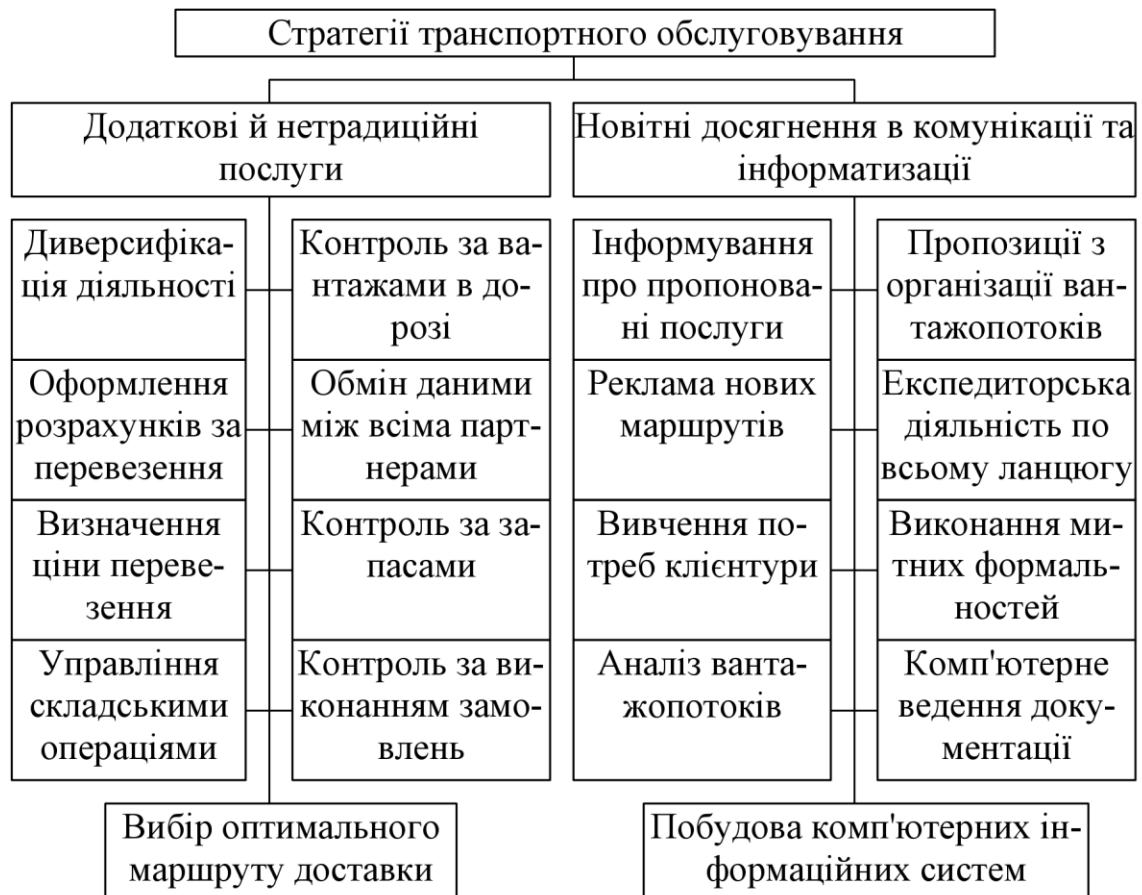 Стратегії транспортного обслуговування
Додаткові й нетрадиційні
послуги
Новітні досягнення в комунікації та
інформатизації
Диверсифіка-
ція діяльності
Контроль за ва-
нтажами в до-
розі
Інформування
про пропонова-
ні послуги
Пропозиції з
організації ван-
тажопотоків
Оформлення
розрахунків за
перевезення
Обмін даними
між всіма парт-
нерами
Реклама нових
маршрутів
Експедиторська
діяльність по
всьому ланцюгу
Визначення
ціни переве-
зення
Контроль за за-
пасами
Вивчення по-
треб клієнтури
Виконання ми-
тних формаль-
ностей
Управління
складськими
операціями
Контроль за ви-
конанням замо-
влень
Аналіз ванта-
жопотоків
Комп'ютерне
ведення доку-
ментації
Вибір оптимального
маршруту доставки
Побудова комп'ютерних ін-
формаційних систем